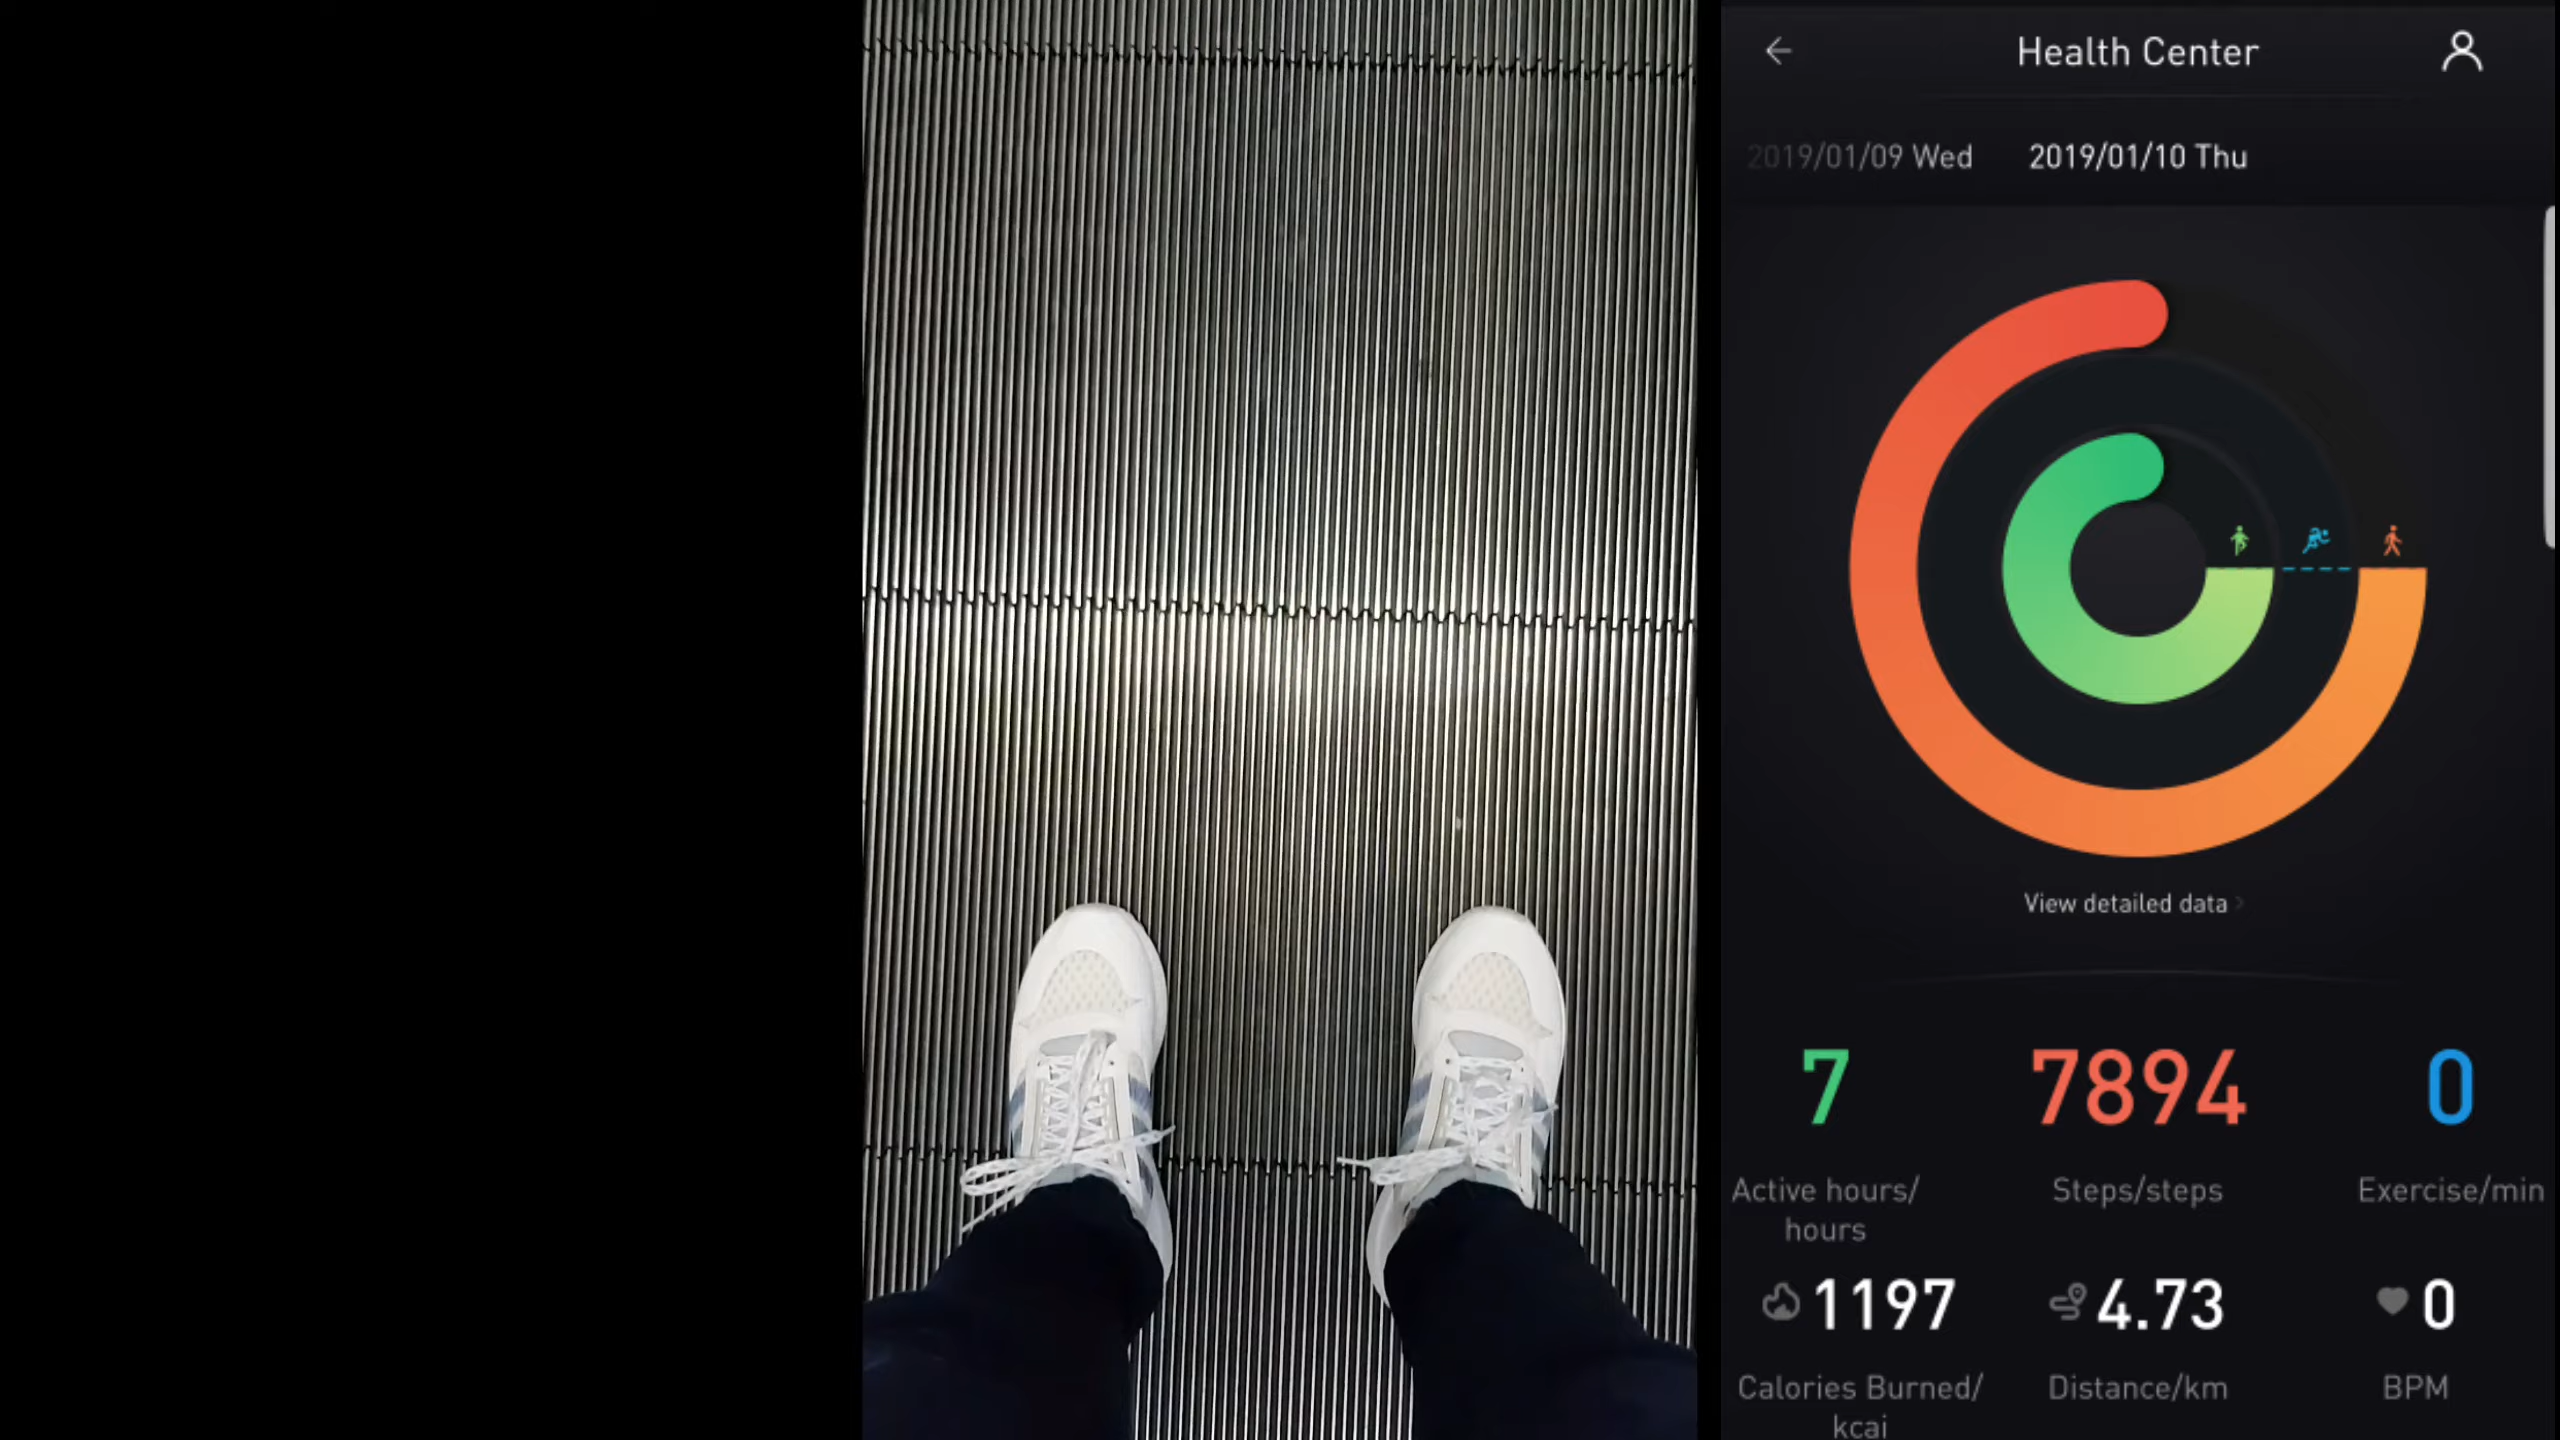 Health Center
2019/01/09 Wed 2019/01/10 Thu
View detailed data
7 7894 0
Active hours/ Steps/steps Exercise/min
hours
1197 4.73 0
Calories Burned/ Distance/km BPM
kcai